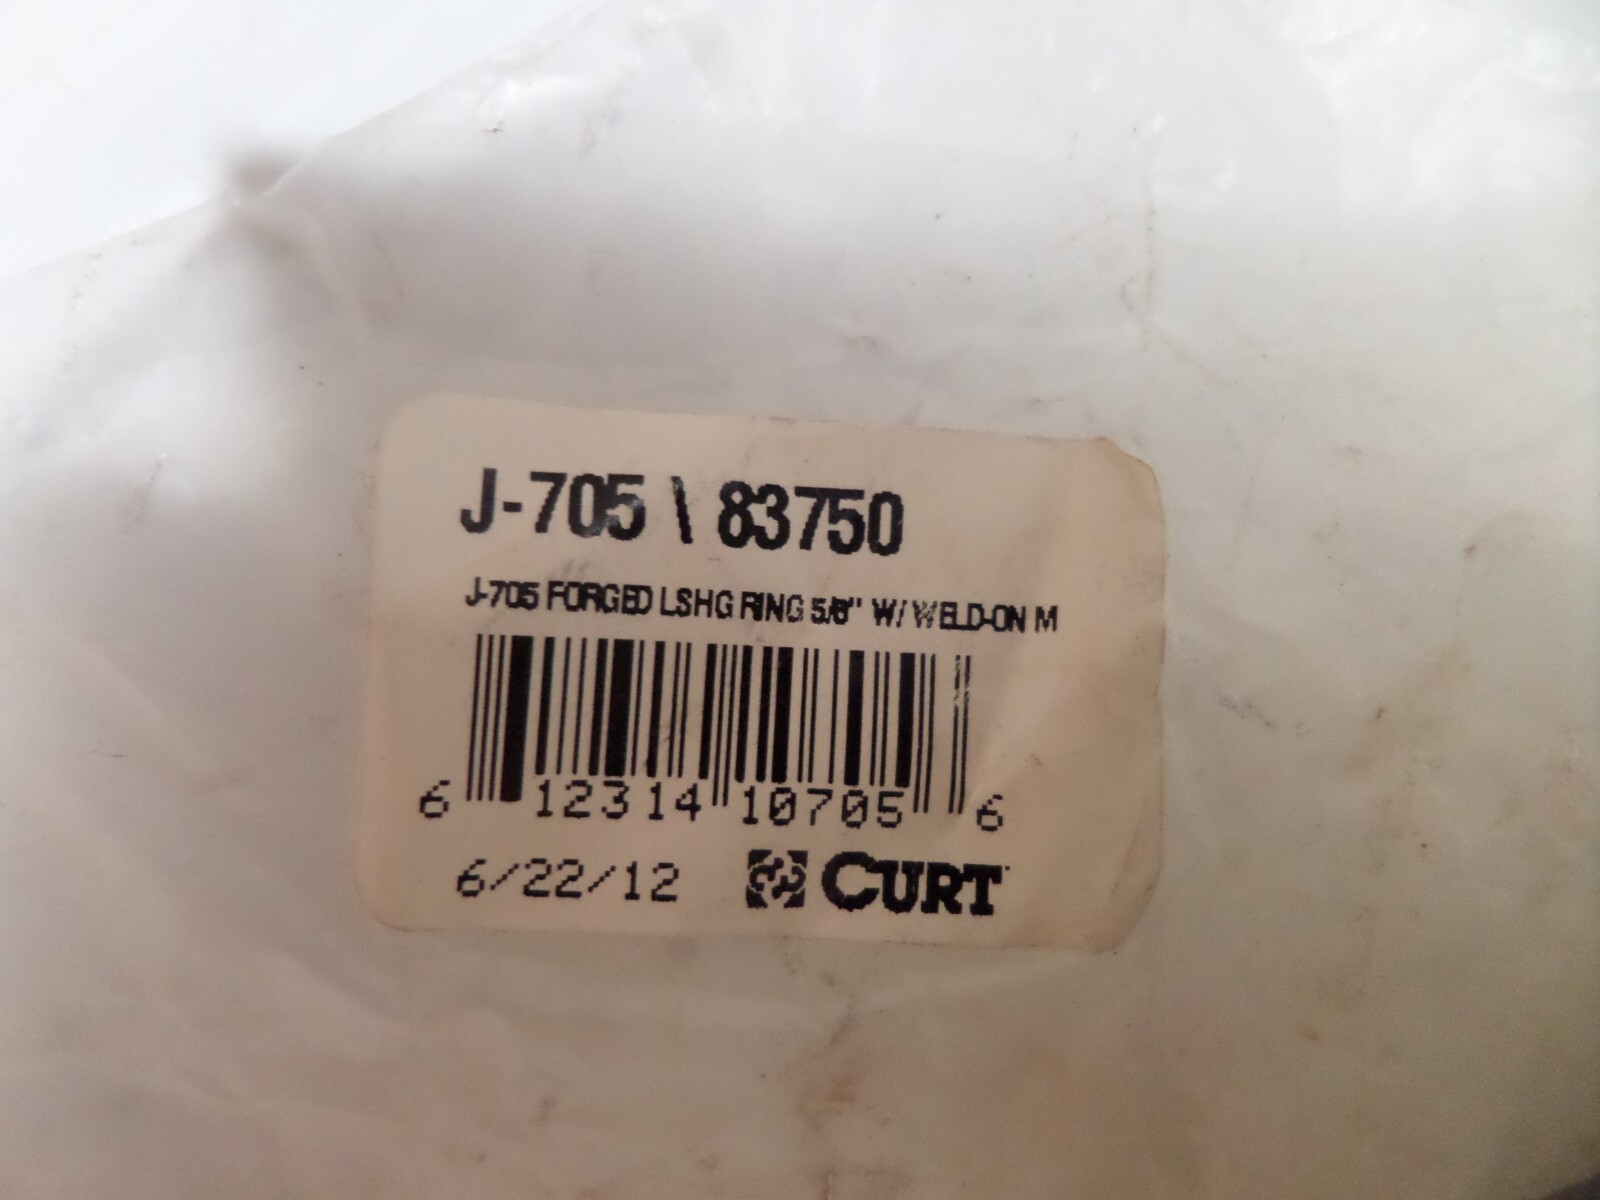 J-705 \ 83750
J-705 FORGED LSHG RING 5/8" W/ WELD-ON M
6 12314 10705 6
6/22/12 CURT